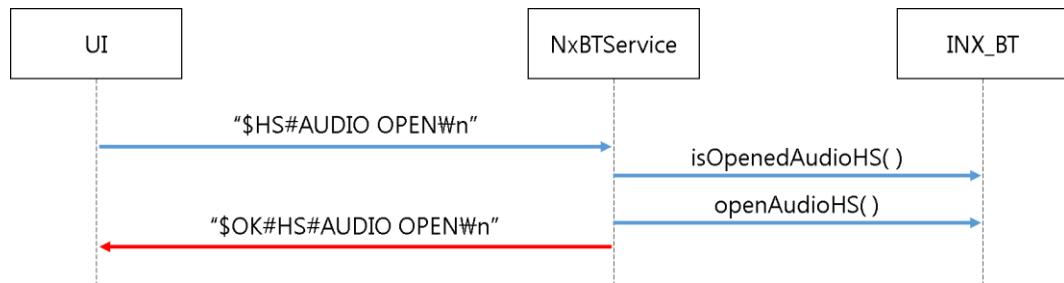 UI
NxBTService
INX_BT
“$HS#AUDIO OPEN₩n”
isOpenedAudioHS( )
openAudioHS( )
“$OK#HS#AUDIO OPEN₩n”